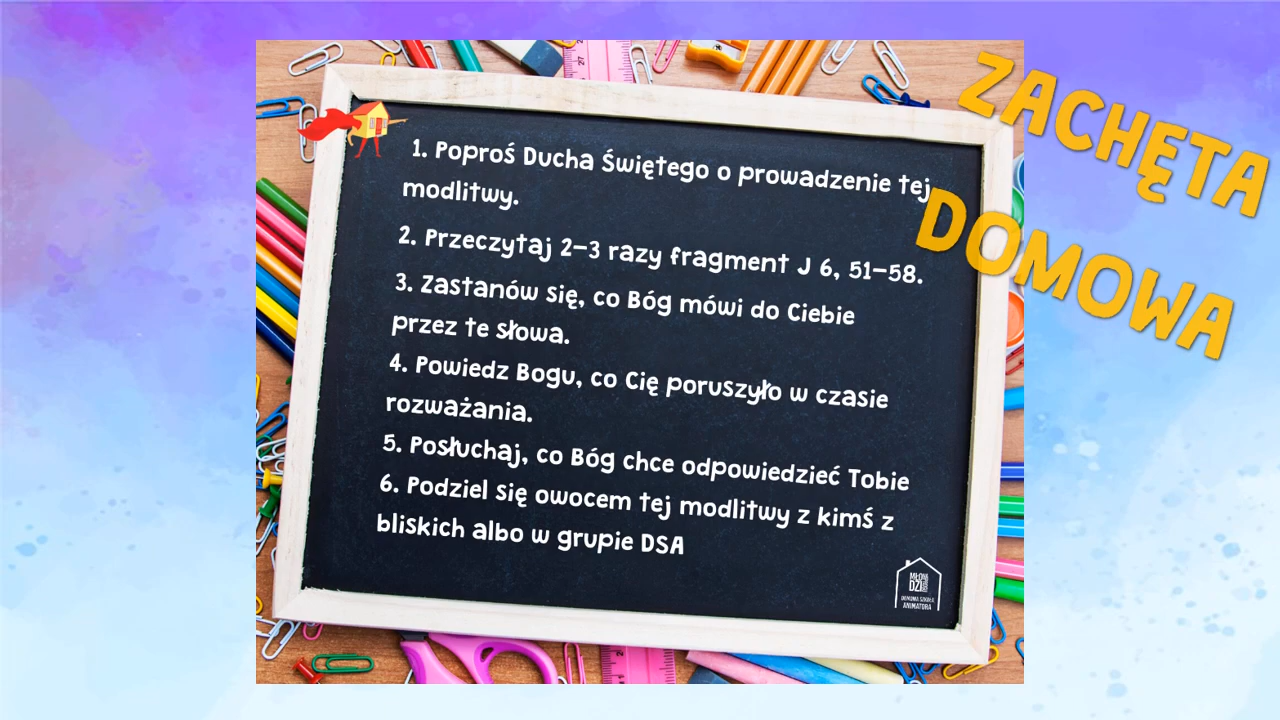 ZACHĘTA
DOMOWA
1. Poproś Ducha Świętego o prowadzenie tej
modlitwy.
2. Przeczytaj 2-3 razy fragment J 6, 51-58.
3. Zastanów się, co Bóg mówi do Ciebie
przez te słowa.
4. Powiedz Bogu, co Cię poruszyło w czasie
rozważania.
5. Posłuchaj, co Bóg chce odpowiedzieć Tobie
6. Podziel się owocem tej modlitwy z kimś z
bliskich albo w grupie DSA
DOMOWA SZKOŁA
ANIMATORA